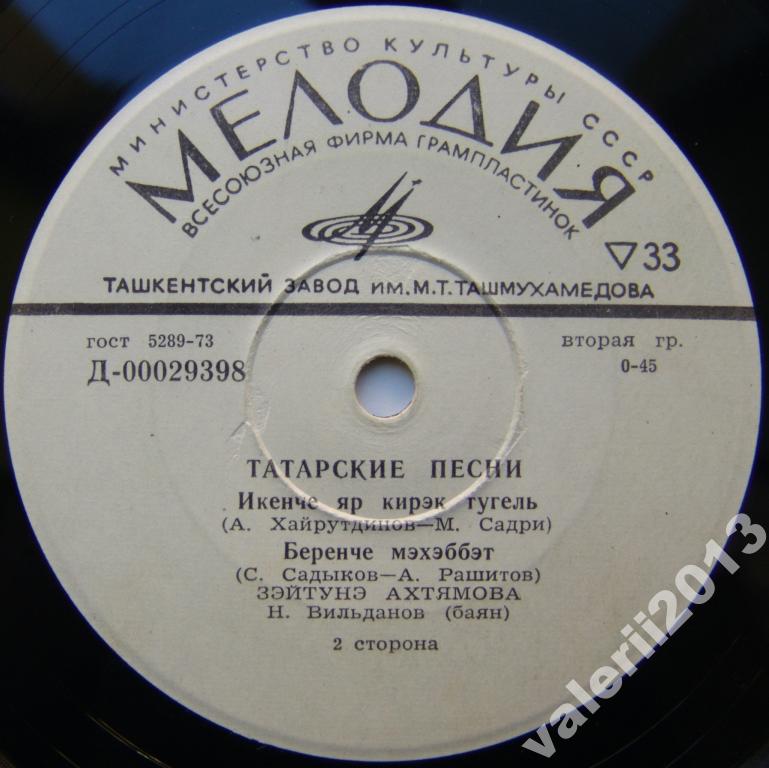 МИНИСТЕРСТВО КУЛЬТУРЫ СССР
МЕЛОДИЯ
ВСЕСОЮЗНАЯ ФИРМА ГРАМПЛАСТИНОК
▽33
ТАШКЕНТСКИЙ ЗАВОД ИМ. М.Т. ТАШМУХАМЕДОВА
гост 5289-73
вторая гр.
Д-00029398
0-45
ТАТАРСКИЕ ПЕСНИ
Икенче яр кирэк тугель
(А. Хайрутдинов—М. Садри)
Беренче мэхэббэт
(С. Садыков—А. Рашитов)
ЗЭЙТУНЭ АХТЯМОВА
Н. Вильданов (баян)
2 сторона
valerii2013